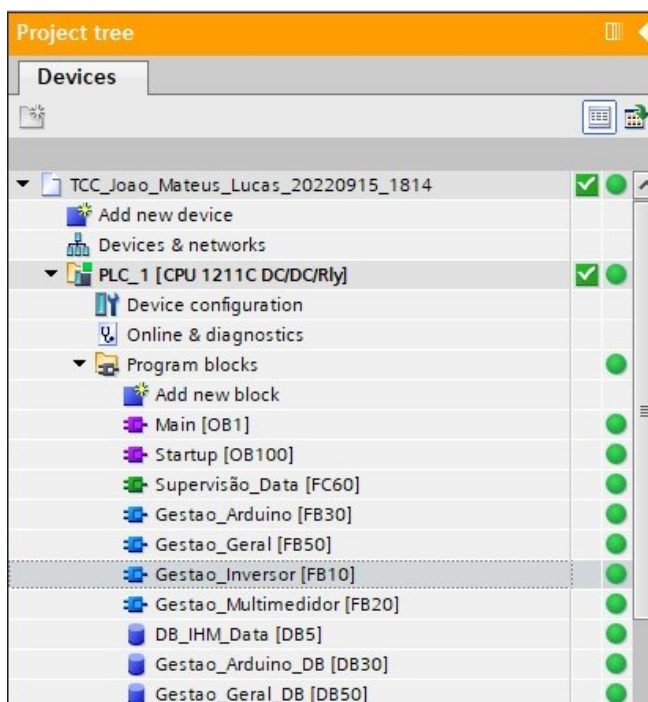 Project tree
Devices
TCC_Joao_Mateus_Lucas_20220915_1814
Add new device
Devices & networks
PLC_1 [CPU 1211C DC/DC/Rly]
Device configuration
Online & diagnostics
Program blocks
Add new block
Main [OB1]
Startup [OB100]
Supervisão_Data [FC60]
Gestao_Arduino [FB30]
Gestao_Geral [FB50]
Gestao_Inversor [FB10]
Gestao_Multimedidor [FB20]
DB_IHM_Data [DB5]
Gestao_Arduino_DB [DB30]
Gestao_Geral_DB [DB50]